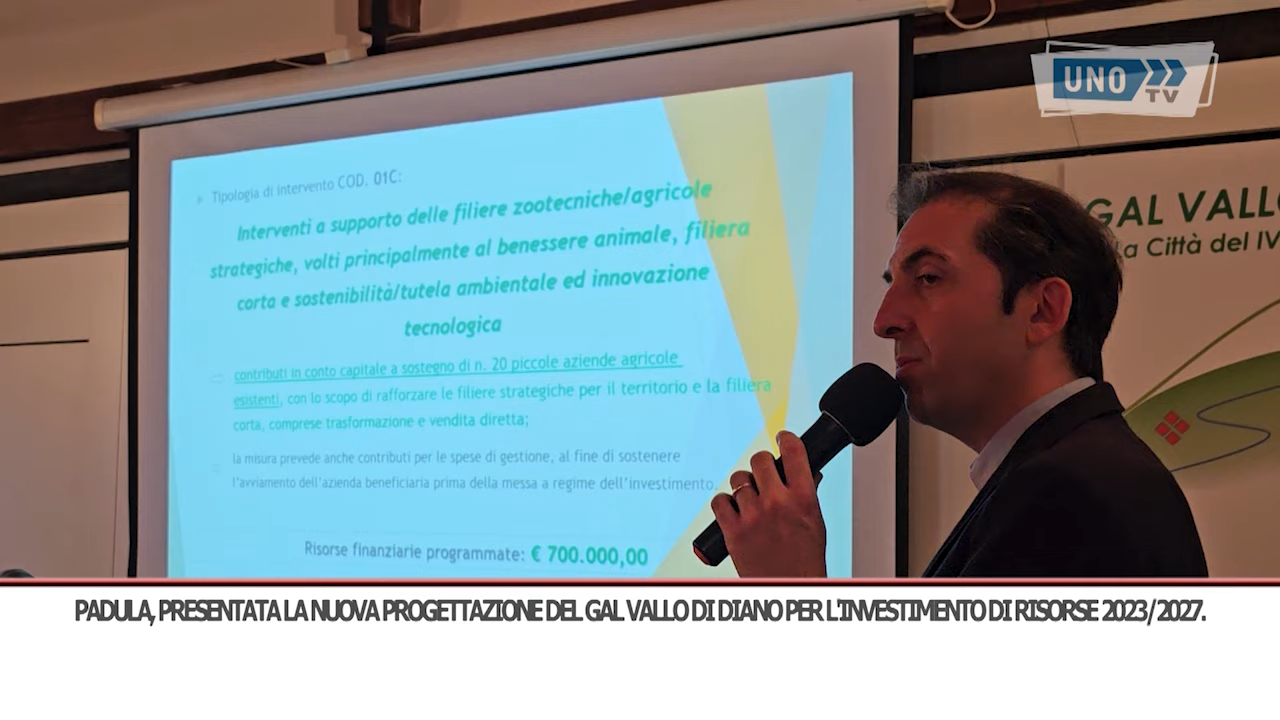 UNO
TV
Tipologia di intervento COD. 01C:
Interventi a supporto delle filiere zootecniche/agricole
strategiche, volti principalmente al benessere animale, filiera
corta e sostenibilità/tutela ambientale ed innovazione
tecnologica
contributi in conto capitale a sostegno di n. 20 piccole aziende agricole
esistenti, con lo scopo di rafforzare le filiere strategiche per il territorio e la filiera
corta, comprese trasformazione e vendita diretta;
la misura prevede anche contributi per le spese di gestione, al fine di sostenere
l'avviamento dell'azienda beneficiaria prima della messa a regime dell'investimento.
Risorse finanziarie programmate: € 700.000,00
GAL VALLO
La Città del IV
PADULA, PRESENTATA LA NUOVA PROGETTAZIONE DEL GAL VALLO DI DIANO PER L'INVESTIMENTO DI RISORSE 2023/2027.